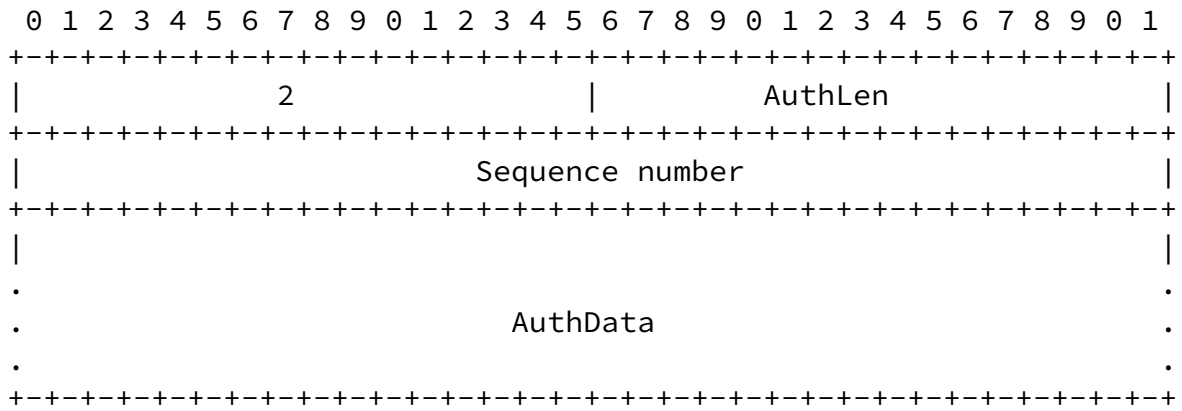 0 1 2 3 4 5 6 7 8 9 0 1 2 3 4 5 6 7 8 9 0 1 2 3 4 5 6 7 8 9 0 1
+-+-+-+-+-+-+-+-+-+-+-+-+-+-+-+-+-+-+-+-+-+-+-+-+-+-+-+-+-+-+-+-+
|              2                |         AuthLen               |
+-+-+-+-+-+-+-+-+-+-+-+-+-+-+-+-+-+-+-+-+-+-+-+-+-+-+-+-+-+-+-+-+
|                         Sequence number                       |
+-+-+-+-+-+-+-+-+-+-+-+-+-+-+-+-+-+-+-+-+-+-+-+-+-+-+-+-+-+-+-+-+
|                                                               |
.                                                               .
.                           AuthData                            .
.                                                               .
+-+-+-+-+-+-+-+-+-+-+-+-+-+-+-+-+-+-+-+-+-+-+-+-+-+-+-+-+-+-+-+-+